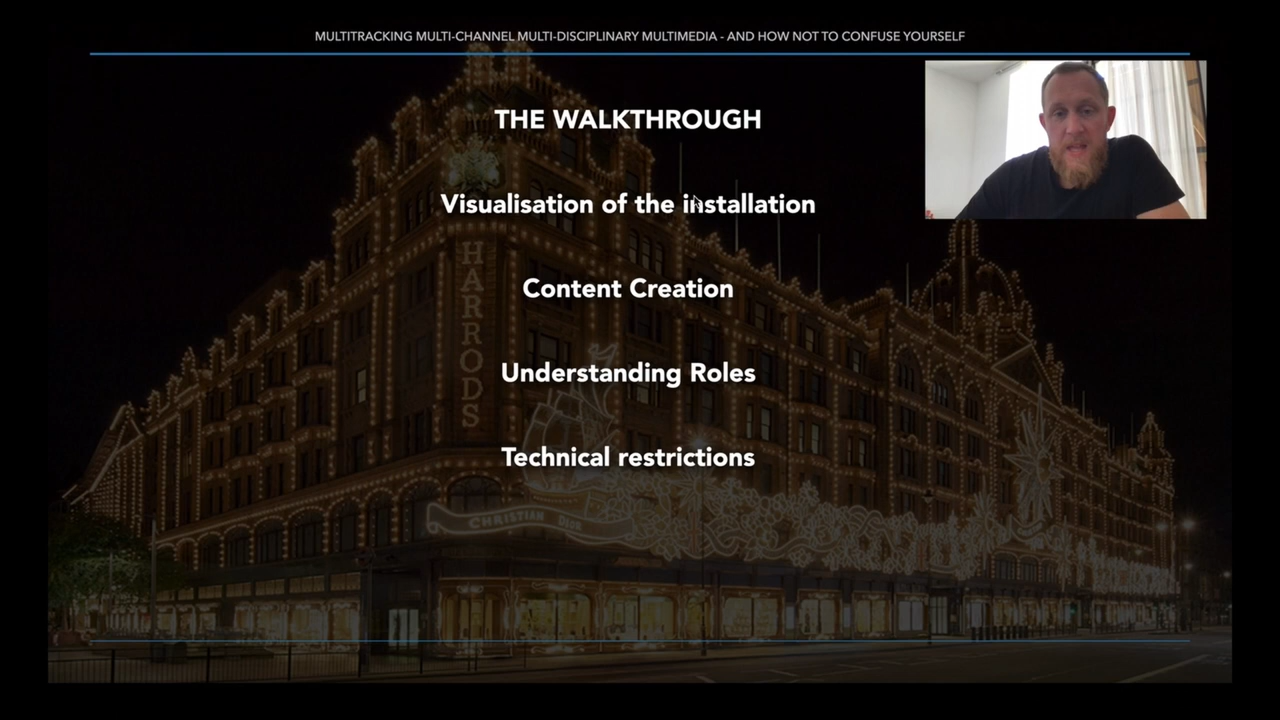 MULTITRACKING MULTI-CHANNEL MULTI-DISCIPLINARY MULTIMEDIA - AND HOW NOT TO CONFUSE YOURSELF
THE WALKTHROUGH
Visualisation of the installation
Content Creation
Understanding Roles
Technical restrictions
HARRODS
CHRISTIAN DIOR